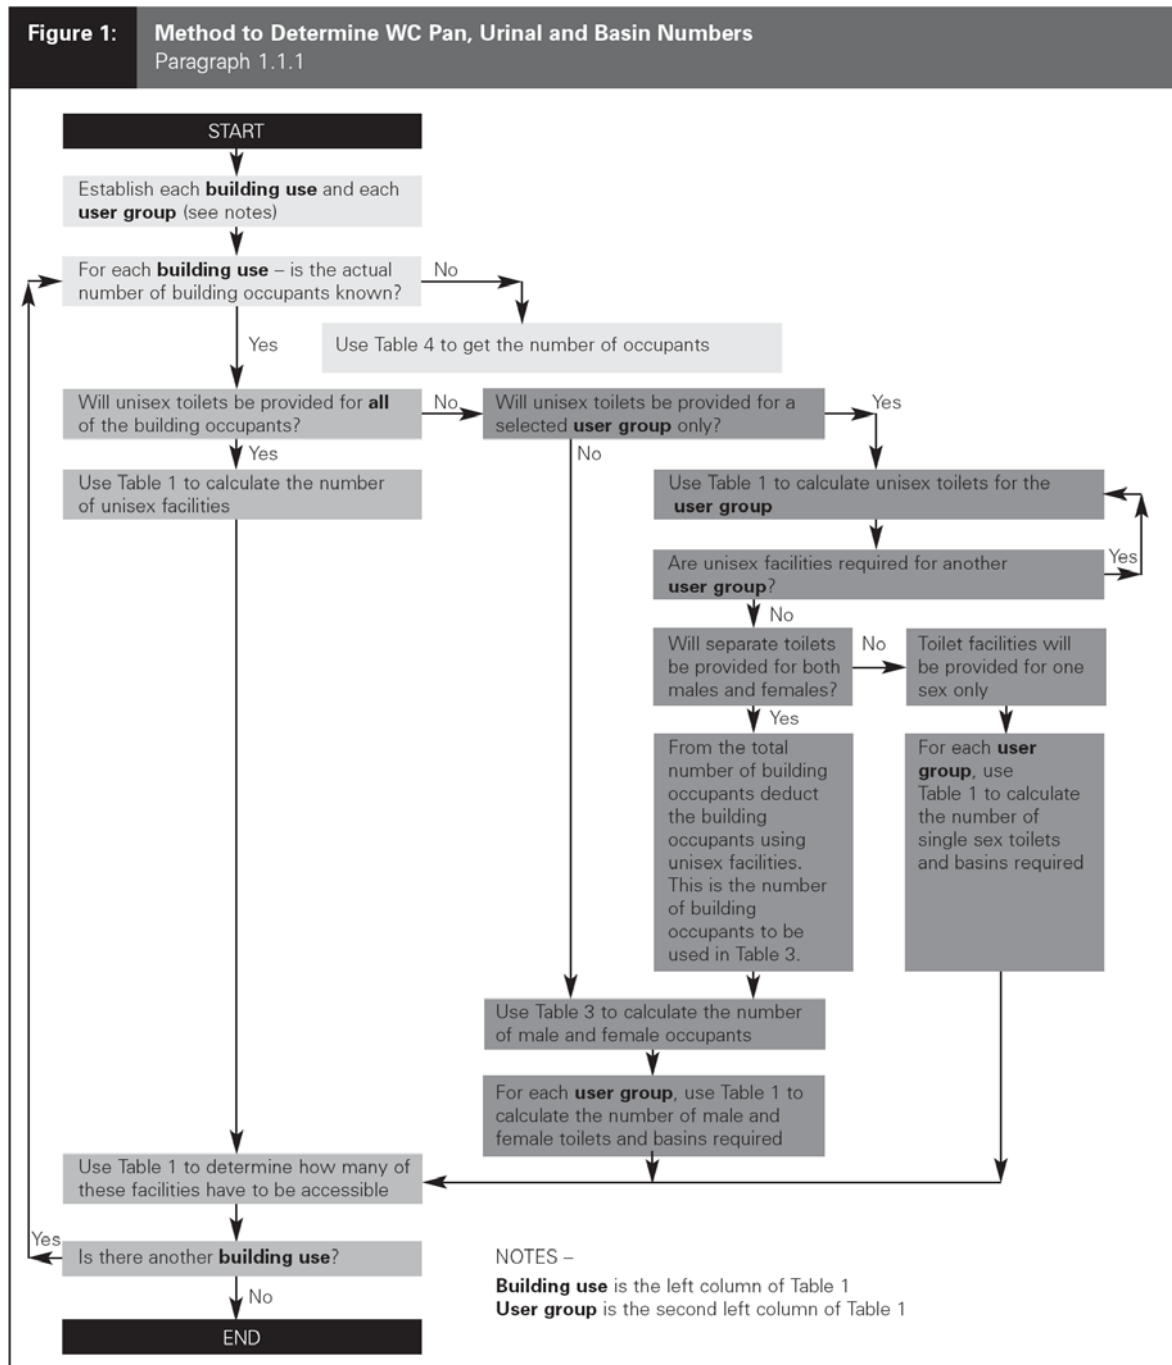 Figure 1:
Method to Determine WC Pan, Urinal and Basin Numbers
Paragraph 1.1.1
START
Establish each building use and each
user group (see notes)
For each building use – is the actual
number of building occupants known?
No
Use Table 4 to get the number of occupants
Yes
Will unisex toilets be provided for all
of the building occupants?
No
Will unisex toilets be provided for a
selected user group only?
Yes
Yes
No
Use Table 1 to calculate the number
of unisex facilities
Use Table 1 to calculate unisex toilets for the
user group
Are unisex facilities required for another
user group?
Yes
No
Will separate toilets
be provided for both
males and females?
No
Toilet facilities will
be provided for one
sex only
Yes
From the total
number of building
occupants deduct
the building
occupants using
unisex facilities.
This is the number
of building
occupants to be
used in Table 3.
For each user
group, use
Table 1 to calculate
the number of
single sex toilets
and basins required
Use Table 3 to calculate the number
of male and female occupants
For each user group, use Table 1 to
calculate the number of male and
female toilets and basins required
Use Table 1 to determine how many of
these facilities have to be accessible
Yes
Is there another building use?
No
END
NOTES –
Building use is the left column of Table 1
User group is the second left column of Table 1